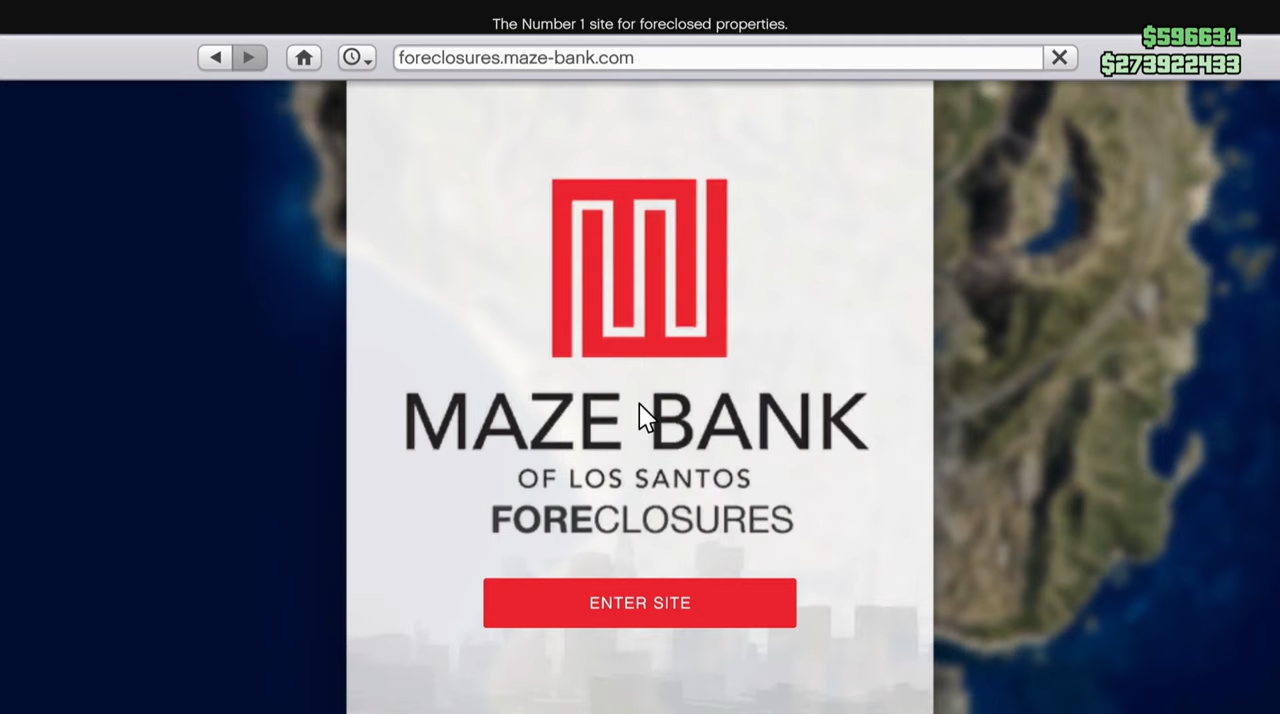 The Number 1 site for foreclosed properties.
$596631
foreclosures.maze-bank.com
$273922433
MAZE BANK
OF LOS SANTOS
FORECLOSURES
ENTER SITE